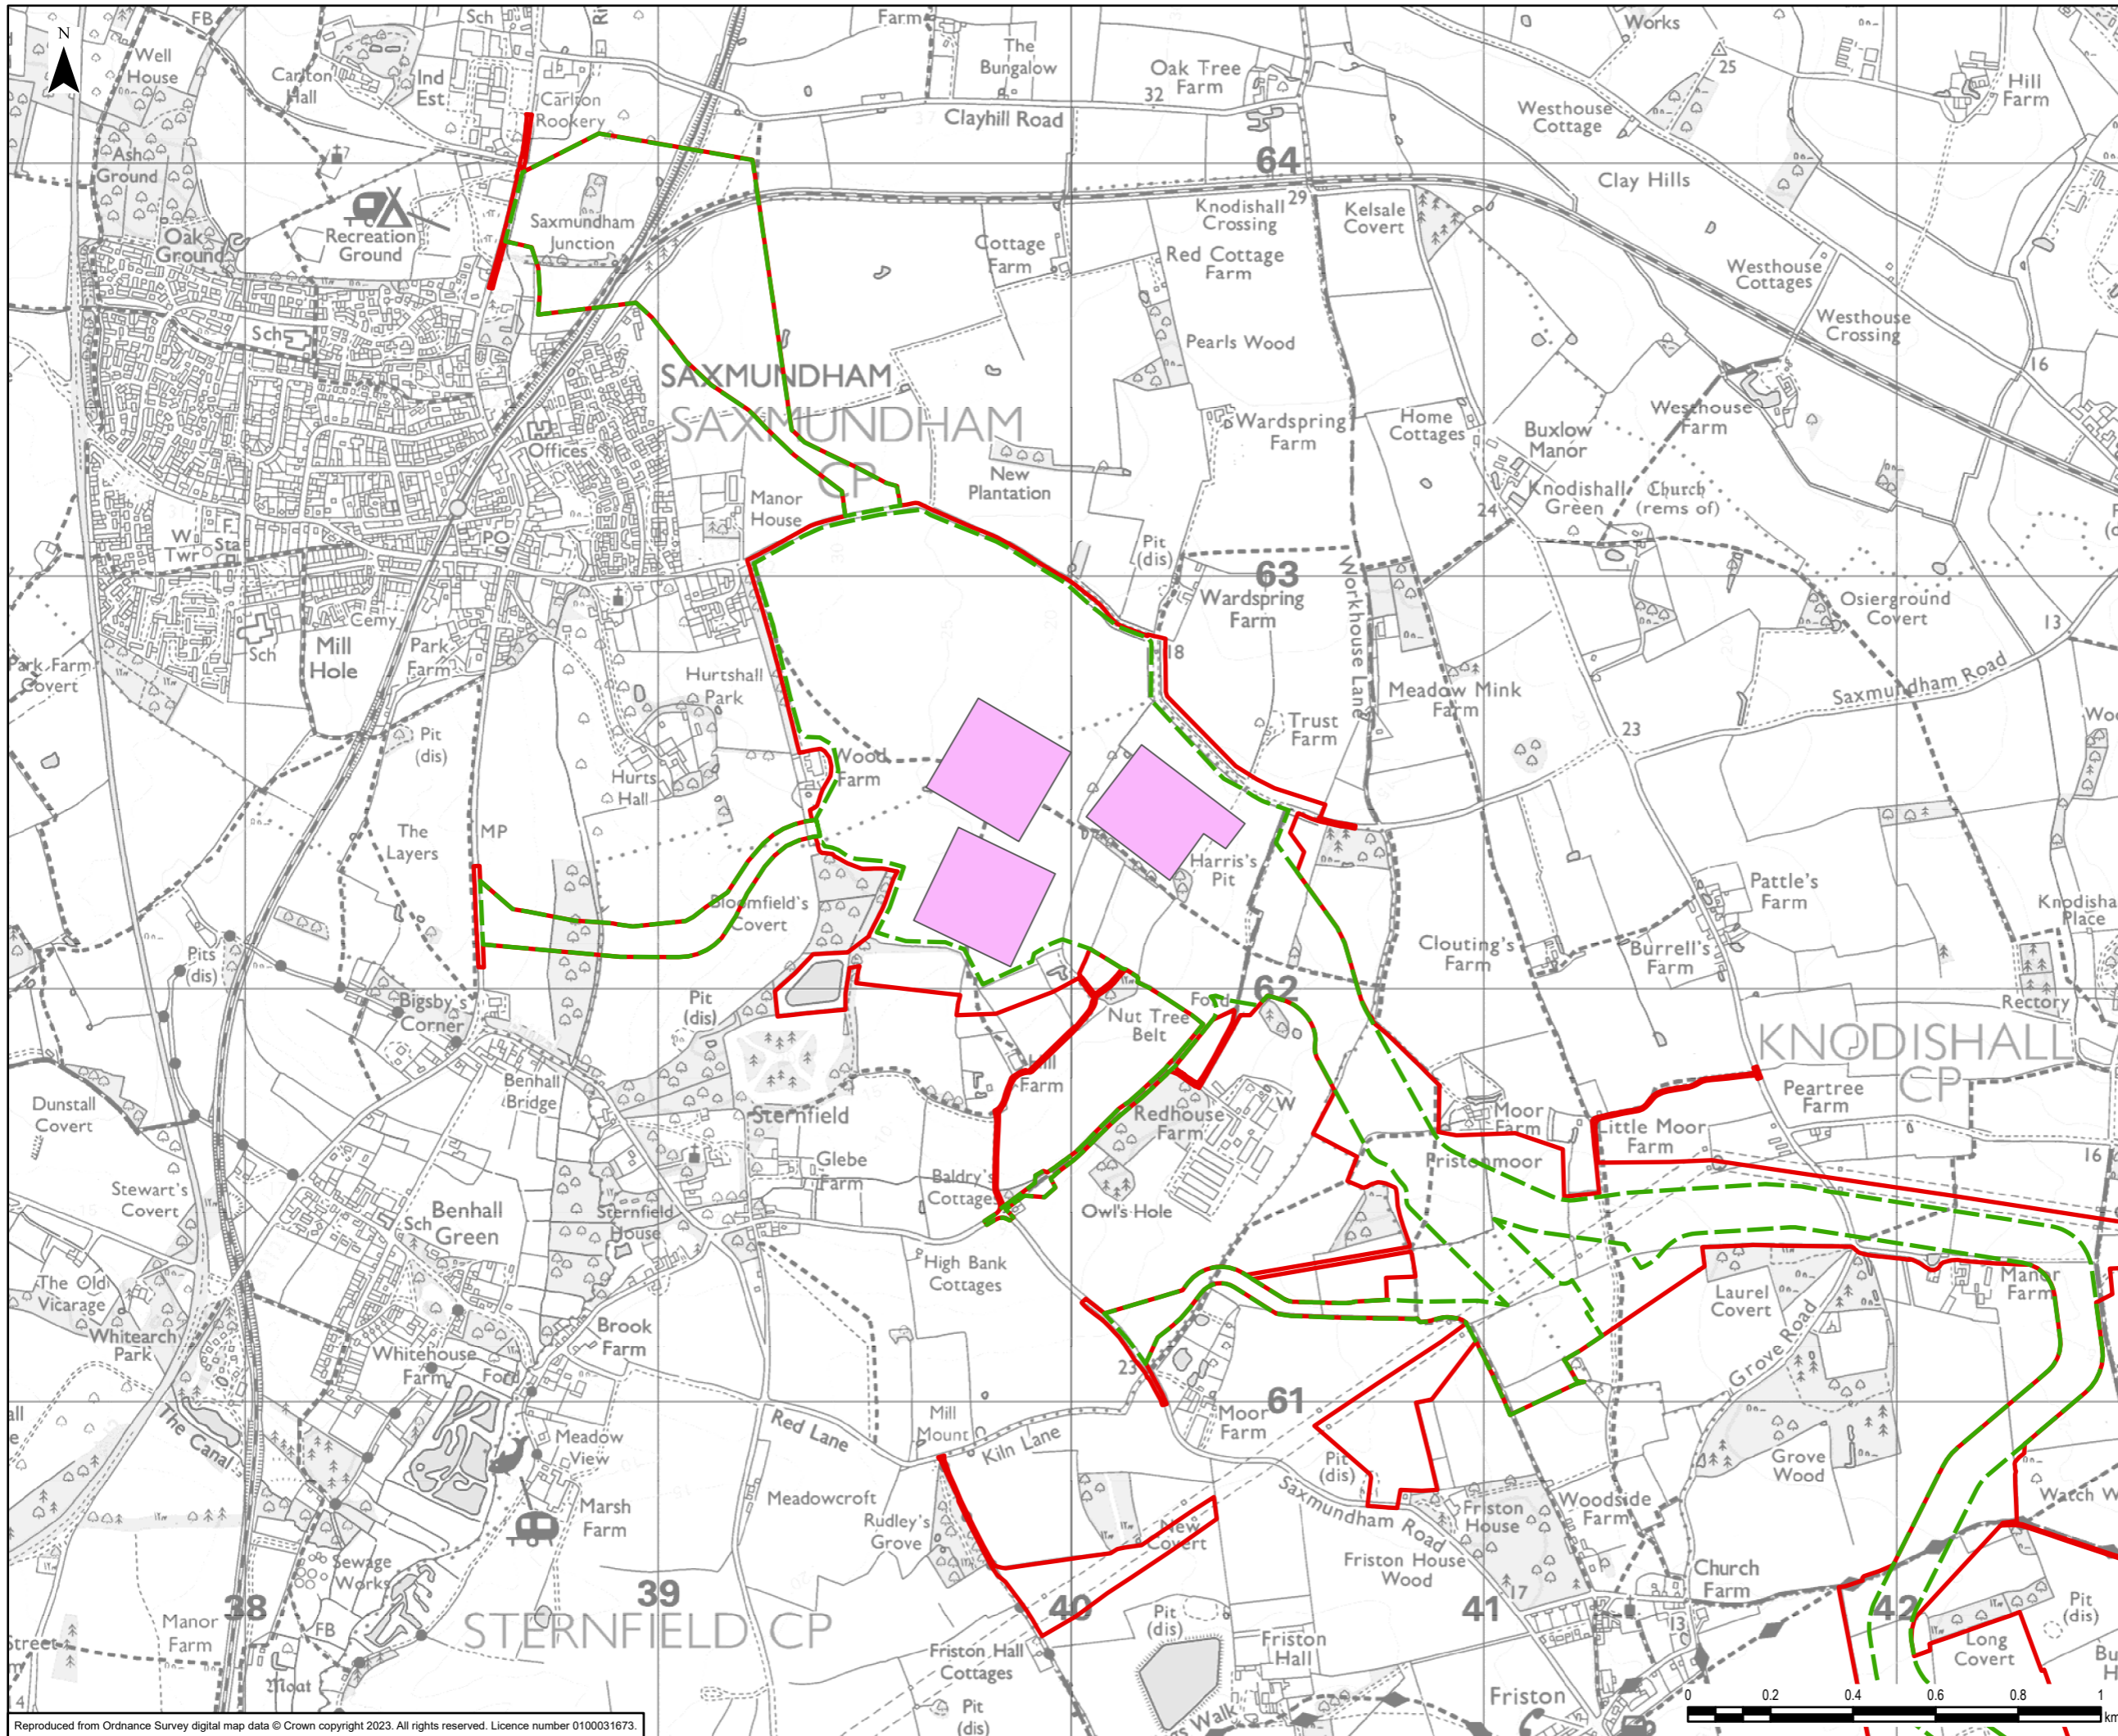 FB
Sch
Farm
Works
N
Well
House
Carlton
Hall
Ind
Est
Carlton
Rookery
The
Bungalow
Oak Tree
Farm
32
25
Hill
Farm
Westhouse
Cottage
Clayhill Road
Ash
Ground
64
Clay Hills
Recreation
Ground
Oak
Ground
Saxmundham
Junction
Cottage
Farm
Knodishall
Crossing
29
Kelsale
Covert
Red Cottage
Farm
Westhouse
Cottages
Westhouse
Crossing
16
Sch
Pearls Wood
SAXMUNDHAM
SAXMUNDHAM
CP
Wardspring
Farm
Home
Cottages
Westhouse
Farm
Buxlow
Manor
Offices
New
Plantation
Manor
House
Knodishall
Green
Church
(rems of)
24
W
Twr
F
Sta
PO
Pit
(dis)
63
Wardspring
Farm
Workhouse Lane
Osierground
Covert
13
Cemy
Sch
Mill
Hole
Park
Farm
Park Farm
Covert
18
Hurtshall
Park
Meadow Mink
Farm
Saxmundham Road
23
Trust
Farm
Pit
(dis)
Wood
Farm
Hurts
Hall
The
Layers
MP
Harris's
Pit
Pattle's
Farm
Bloomfield's
Covert
Knodisha
Place
Clouting's
Farm
Burrell's
Farm
Pits
(dis)
Bigsby's
Corner
Pit
(dis)
Ford
62
Rectory
Nut Tree
Belt
KNODISHALL
CP
Hill
Farm
Benhall
Bridge
Dunstall
Covert
Sternfield
Redhouse
Farm
W
Moor
Farm
Peartree
Farm
Little Moor
Farm
Fristonmoor
16
Glebe
Farm
Baldry's
Cottages
Stewart's
Covert
Benhall
Green
Sch
Sternfield
House
Owl's Hole
High Bank
Cottages
The Old
Vicarage
Laurel
Covert
Manor
Farm
Whitearch
Park
Brook
Farm
Whitehouse
Farm
Ford
23
Grove Road
Moor
Farm
61
Mill
Mount
Red Lane
Kiln Lane
The Canal
Meadow
View
Pit
(dis)
Grove
Wood
Meadowcroft
Rudley's
Grove
Marsh
Farm
Saxmundham Road
Friston
House
Woodside
Farm
Watch W
New
Covert
Friston House
Wood
Sewage
Works
17
Church
Farm
38
39
40
41
42
STERNFIELD CP
Manor
Farm
FB
Pit
(dis)
13
Pit
(dis)
Friston Hall
Cottages
Friston
Hall
Long
Covert
Moat
Pit
(dis)
Friston
0 0.2 0.4 0.6 0.8 1
km
Reproduced from Ordnance Survey digital map data © Crown copyright 2023. All rights reserved. Licence number 0100031673.